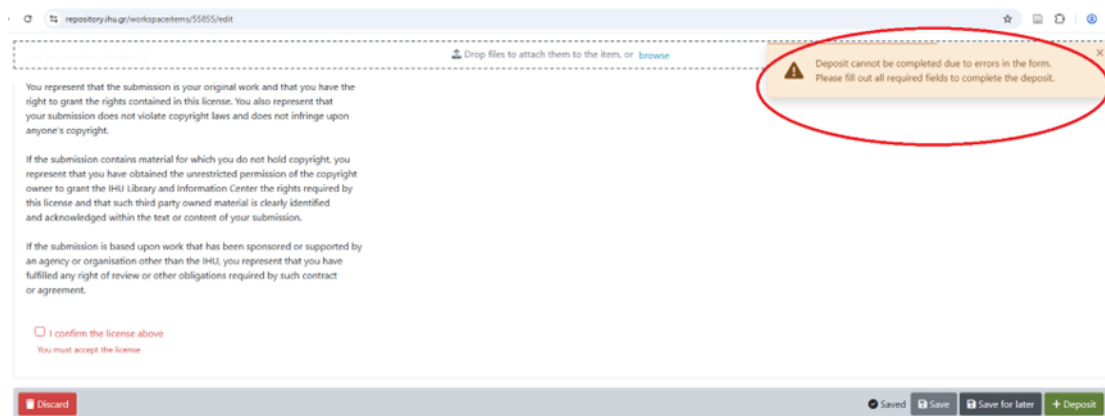 repository.ihu.gr/workspaceitems/55855/edit
Drop files to attach them to the item, or browse
Deposit cannot be completed due to errors in the form.
Please fill out all required fields to complete the deposit.
You represent that the submission is your original work and that you have the
right to grant the rights contained in this license. You also represent that
your submission does not violate copyright laws and does not infringe upon
anyone's copyright.
If the submission contains material for which you do not hold copyright, you
represent that you have obtained the unrestricted permission of the copyright
owner to grant the IHU Library and Information Center the rights required by
this license and that such third party owned material is clearly identified
and acknowledged within the text or content of your submission.
If the submission is based upon work that has been sponsored or supported by
an agency or organisation other than the IHU, you represent that you have
fulfilled any right of review or other obligations required by such contract
or agreement.
I confirm the license above
You must accept the license
Discard
Saved
Save
Save for later
+ Deposit